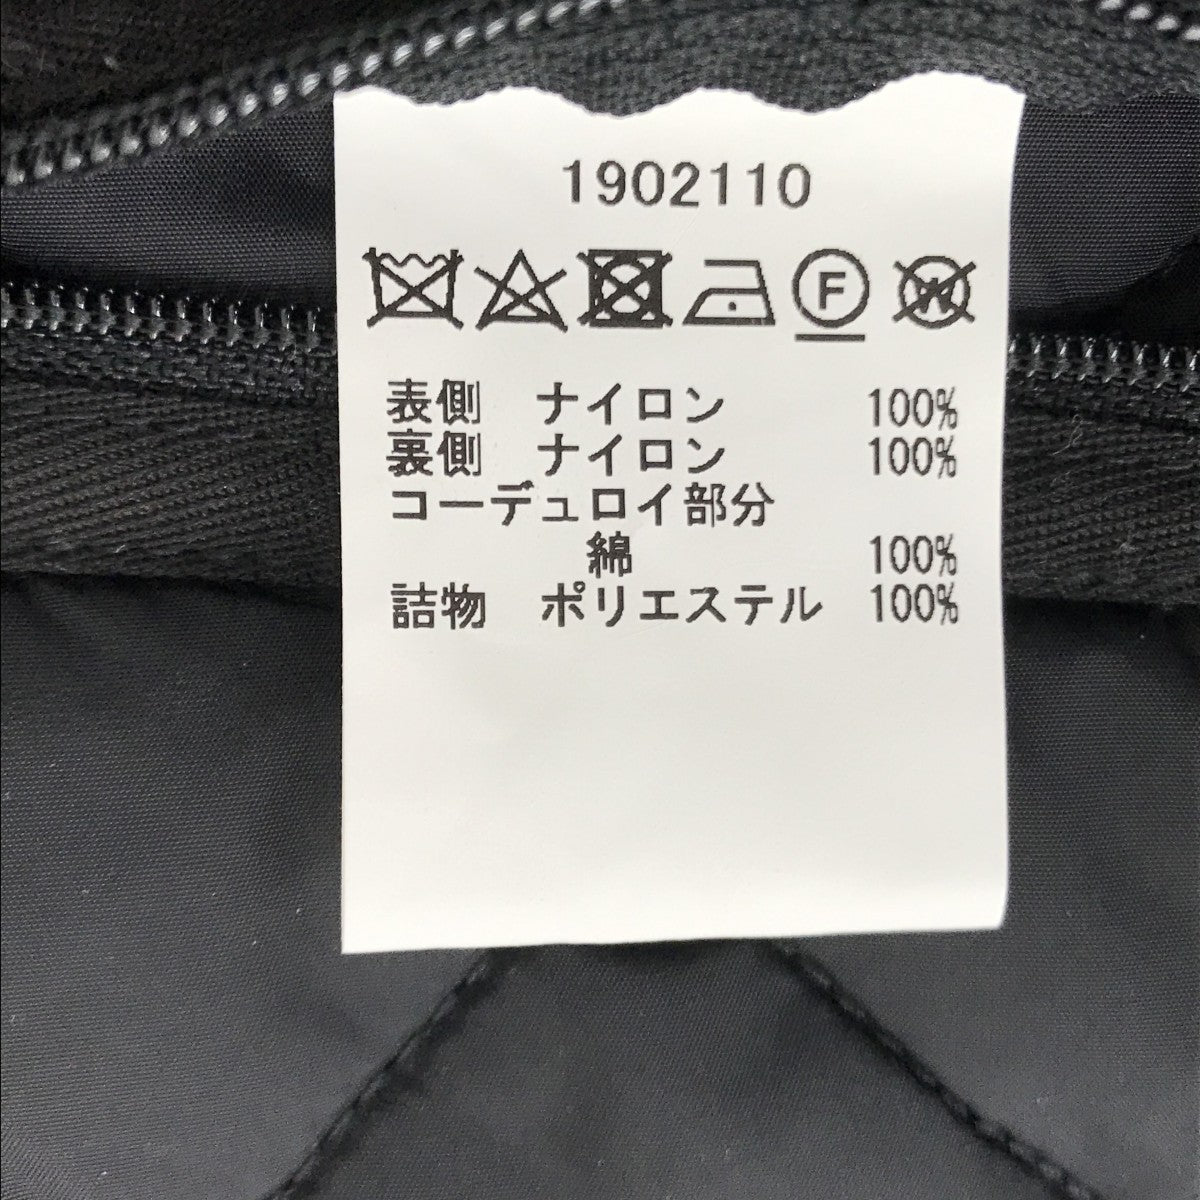 1902110
F W
表側 ナイロン 100%
裏側 ナイロン 100%
コーデュロイ部分
綿 100%
詰物 ポリエステル 100%